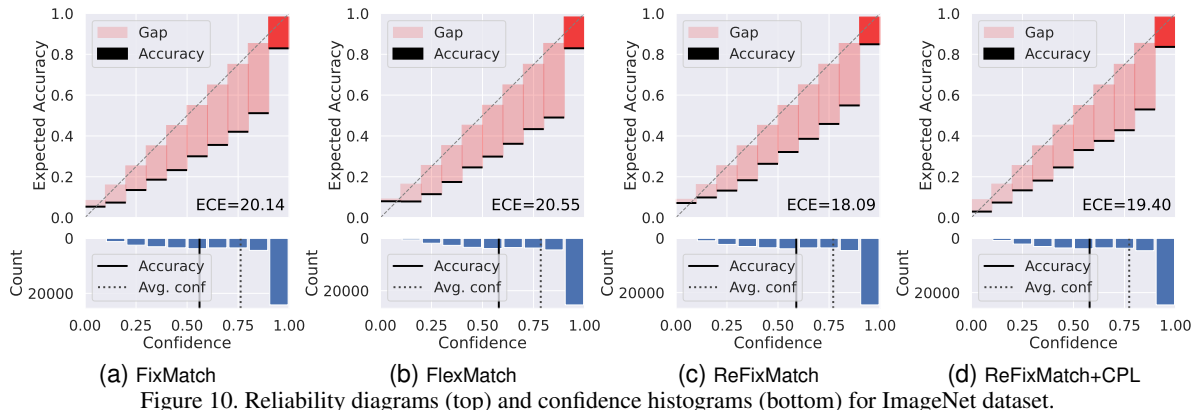 1.0
0.8
0.6
0.4
0.2
0.0
Expected Accuracy
Gap
Accuracy
ECE=20.14
0
20000
Count
Accuracy
Avg. conf
0.00 0.25 0.50 0.75 1.00
Confidence
(a) FixMatch
1.0
0.8
0.6
0.4
0.2
0.0
Expected Accuracy
Gap
Accuracy
ECE=20.55
0
20000
Count
Accuracy
Avg. conf
0.00 0.25 0.50 0.75 1.00
Confidence
(b) FlexMatch
1.0
0.8
0.6
0.4
0.2
0.0
Expected Accuracy
Gap
Accuracy
ECE=18.09
0
20000
Count
Accuracy
Avg. conf
0.00 0.25 0.50 0.75 1.00
Confidence
(c) ReFixMatch
1.0
0.8
0.6
0.4
0.2
0.0
Expected Accuracy
Gap
Accuracy
ECE=19.40
0
20000
Count
Accuracy
Avg. conf
0.00 0.25 0.50 0.75 1.00
Confidence
(d) ReFixMatch+CPL
Figure 10. Reliability diagrams (top) and confidence histograms (bottom) for ImageNet dataset.